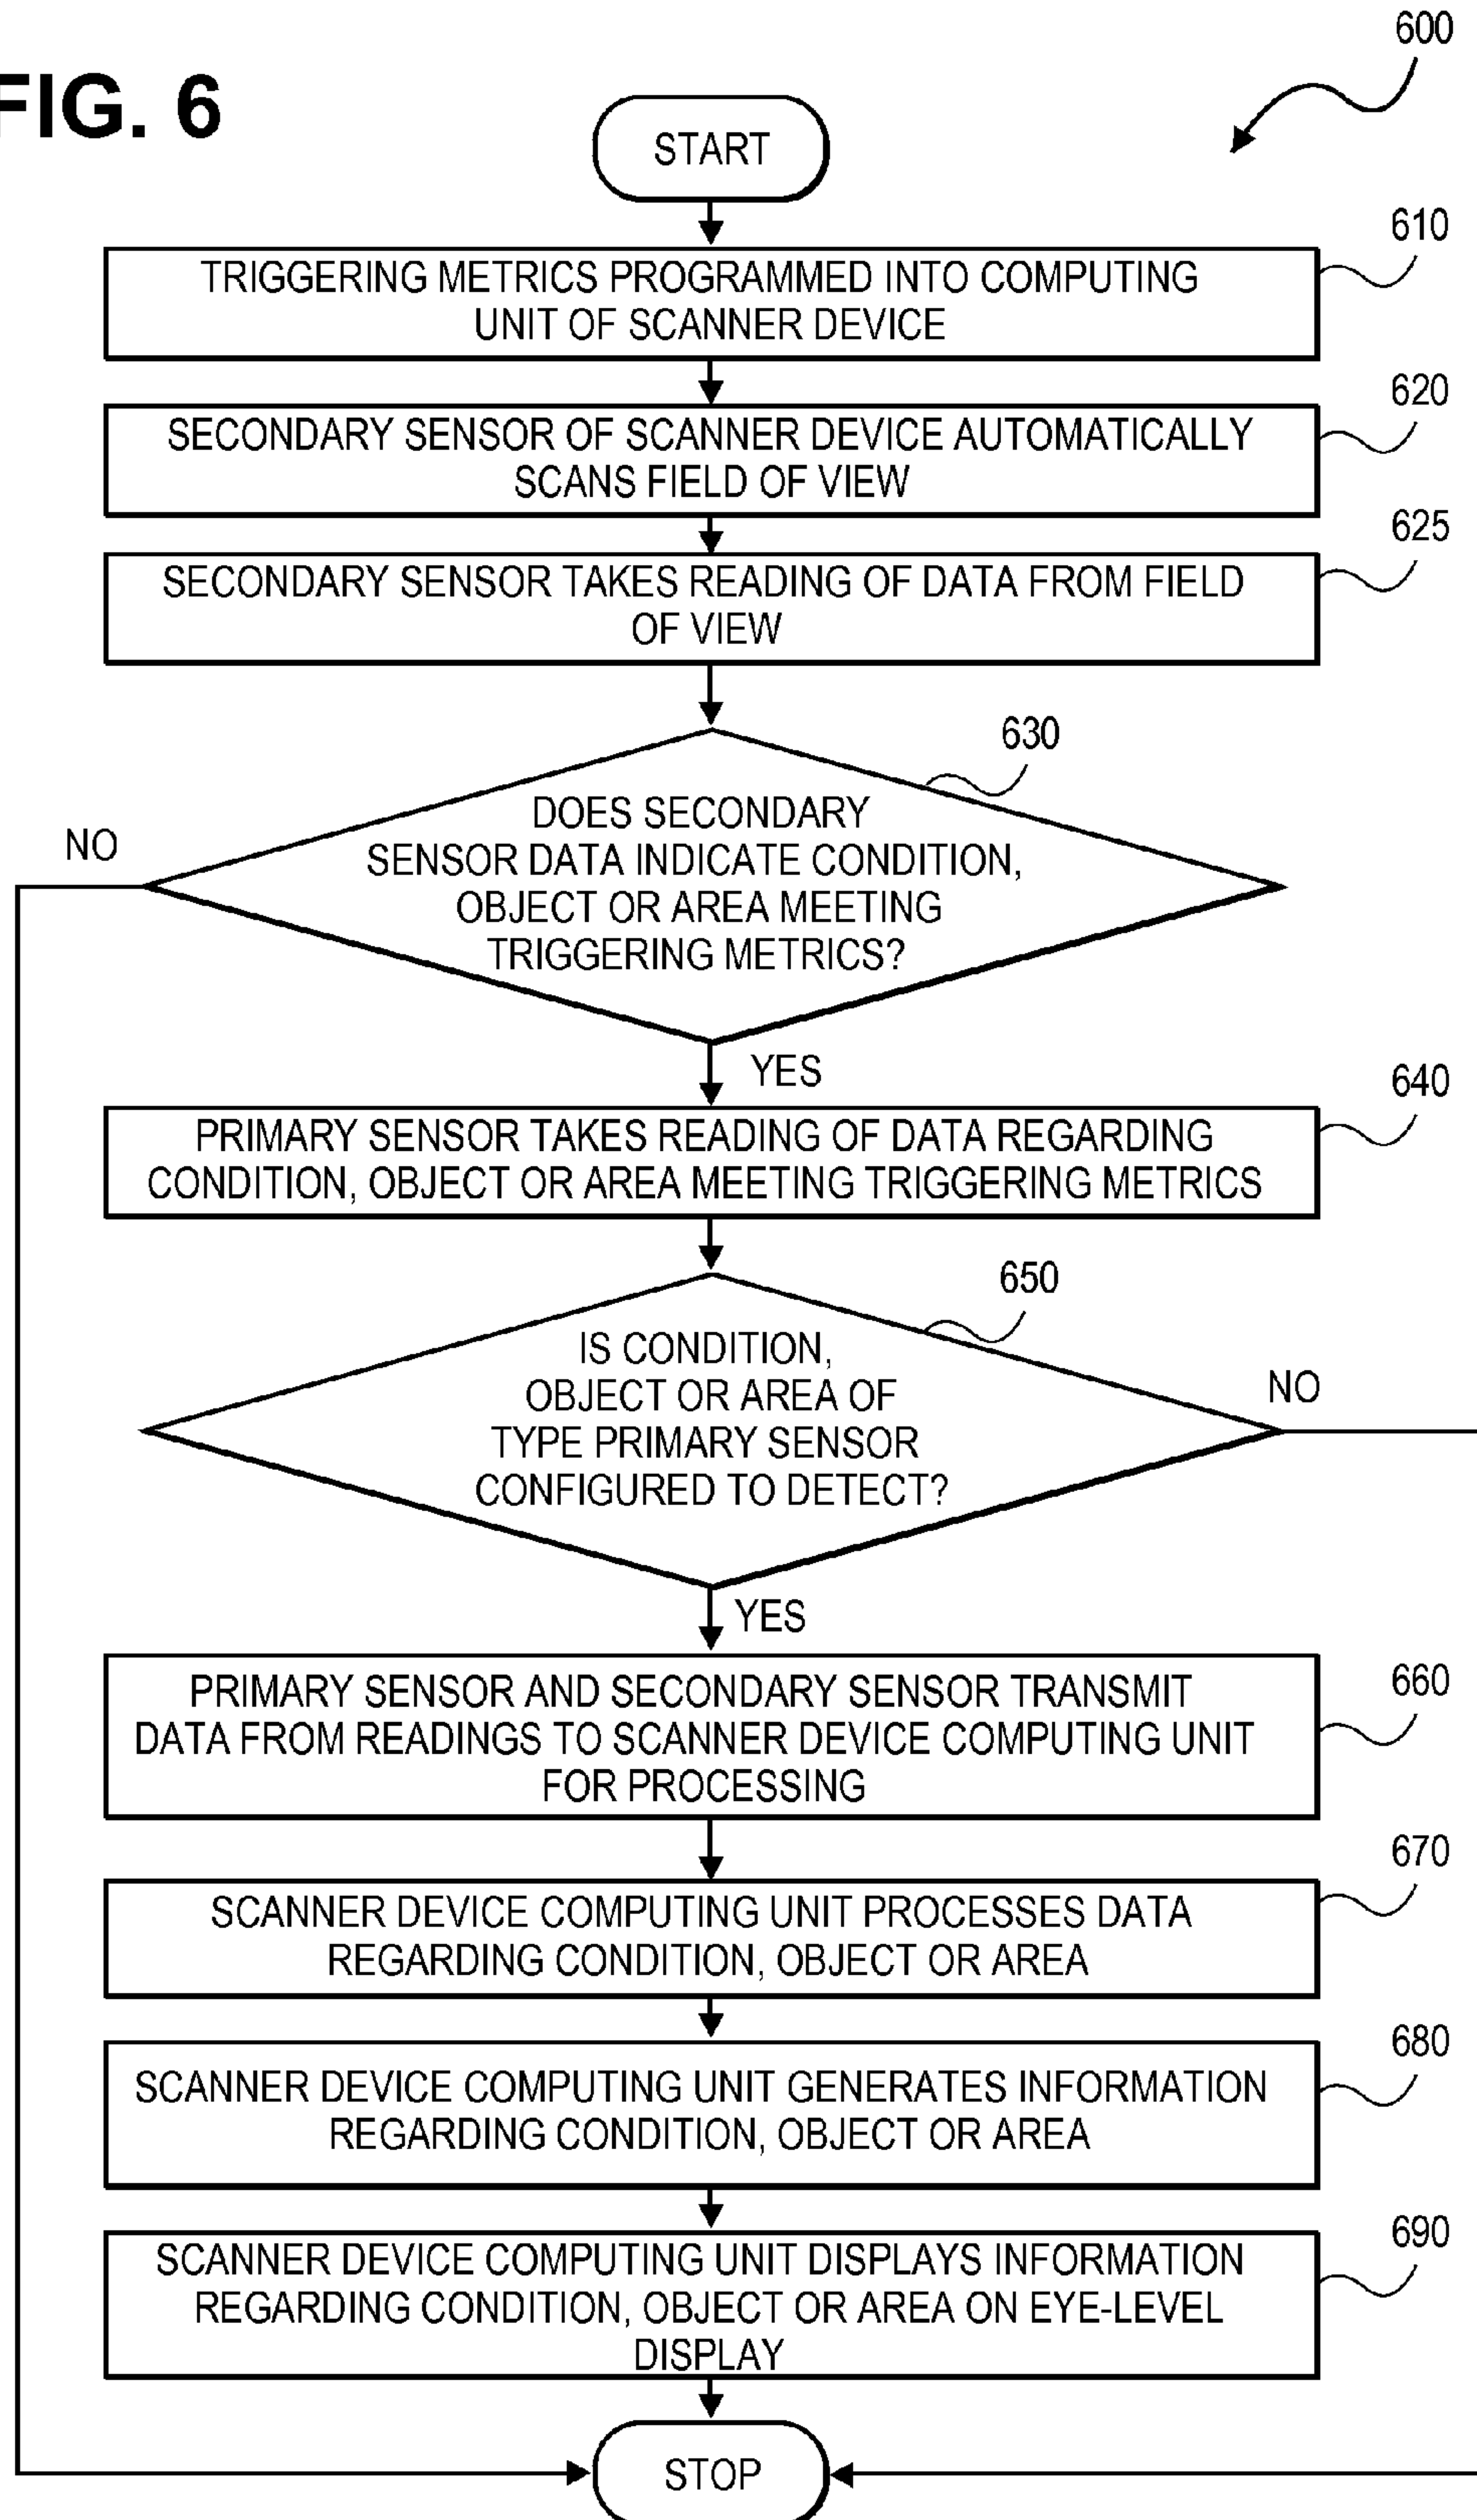 600
FIG. 6
START
610
TRIGGERING METRICS PROGRAMMED INTO COMPUTING
UNIT OF SCANNER DEVICE
620
SECONDARY SENSOR OF SCANNER DEVICE AUTOMATICALLY
SCANS FIELD OF VIEW
625
SECONDARY SENSOR TAKES READING OF DATA FROM FIELD
OF VIEW
630
DOES SECONDARY
SENSOR DATA INDICATE CONDITION,
OBJECT OR AREA MEETING
TRIGGERING METRICS?
NO
YES
640
PRIMARY SENSOR TAKES READING OF DATA REGARDING
CONDITION, OBJECT OR AREA MEETING TRIGGERING METRICS
650
IS CONDITION,
OBJECT OR AREA OF
TYPE PRIMARY SENSOR
CONFIGURED TO DETECT?
NO
YES
660
PRIMARY SENSOR AND SECONDARY SENSOR TRANSMIT
DATA FROM READINGS TO SCANNER DEVICE COMPUTING UNIT
FOR PROCESSING
670
SCANNER DEVICE COMPUTING UNIT PROCESSES DATA
REGARDING CONDITION, OBJECT OR AREA
680
SCANNER DEVICE COMPUTING UNIT GENERATES INFORMATION
REGARDING CONDITION, OBJECT OR AREA
690
SCANNER DEVICE COMPUTING UNIT DISPLAYS INFORMATION
REGARDING CONDITION, OBJECT OR AREA ON EYE-LEVEL
DISPLAY
STOP